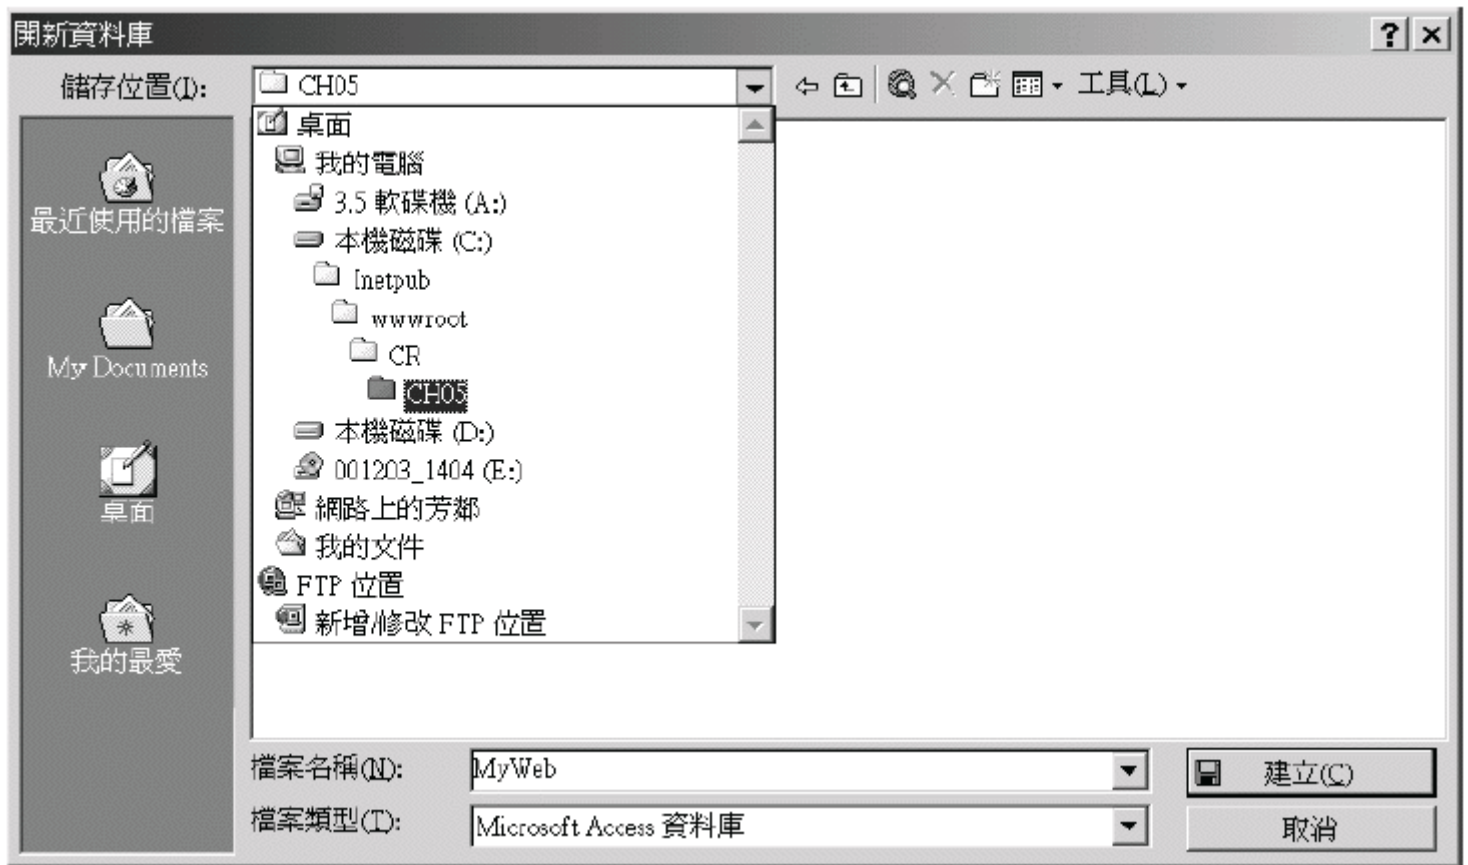 開新資料庫
儲存位置(I):
CH05
工具(L)
桌面
我的電腦
3.5 軟碟機 (A:)
本機磁碟 (C:)
Inetpub
wwwroot
CR
CH05
本機磁碟 (D:)
001203_1404 (E:)
網路上的芳鄰
我的文件
FTP 位置
新增/修改 FTP 位置
最近使用的檔案
My Documents
桌面
我的最愛
檔案名稱(N):
MyWeb
建立(C)
檔案類型(T):
Microsoft Access 資料庫
取消